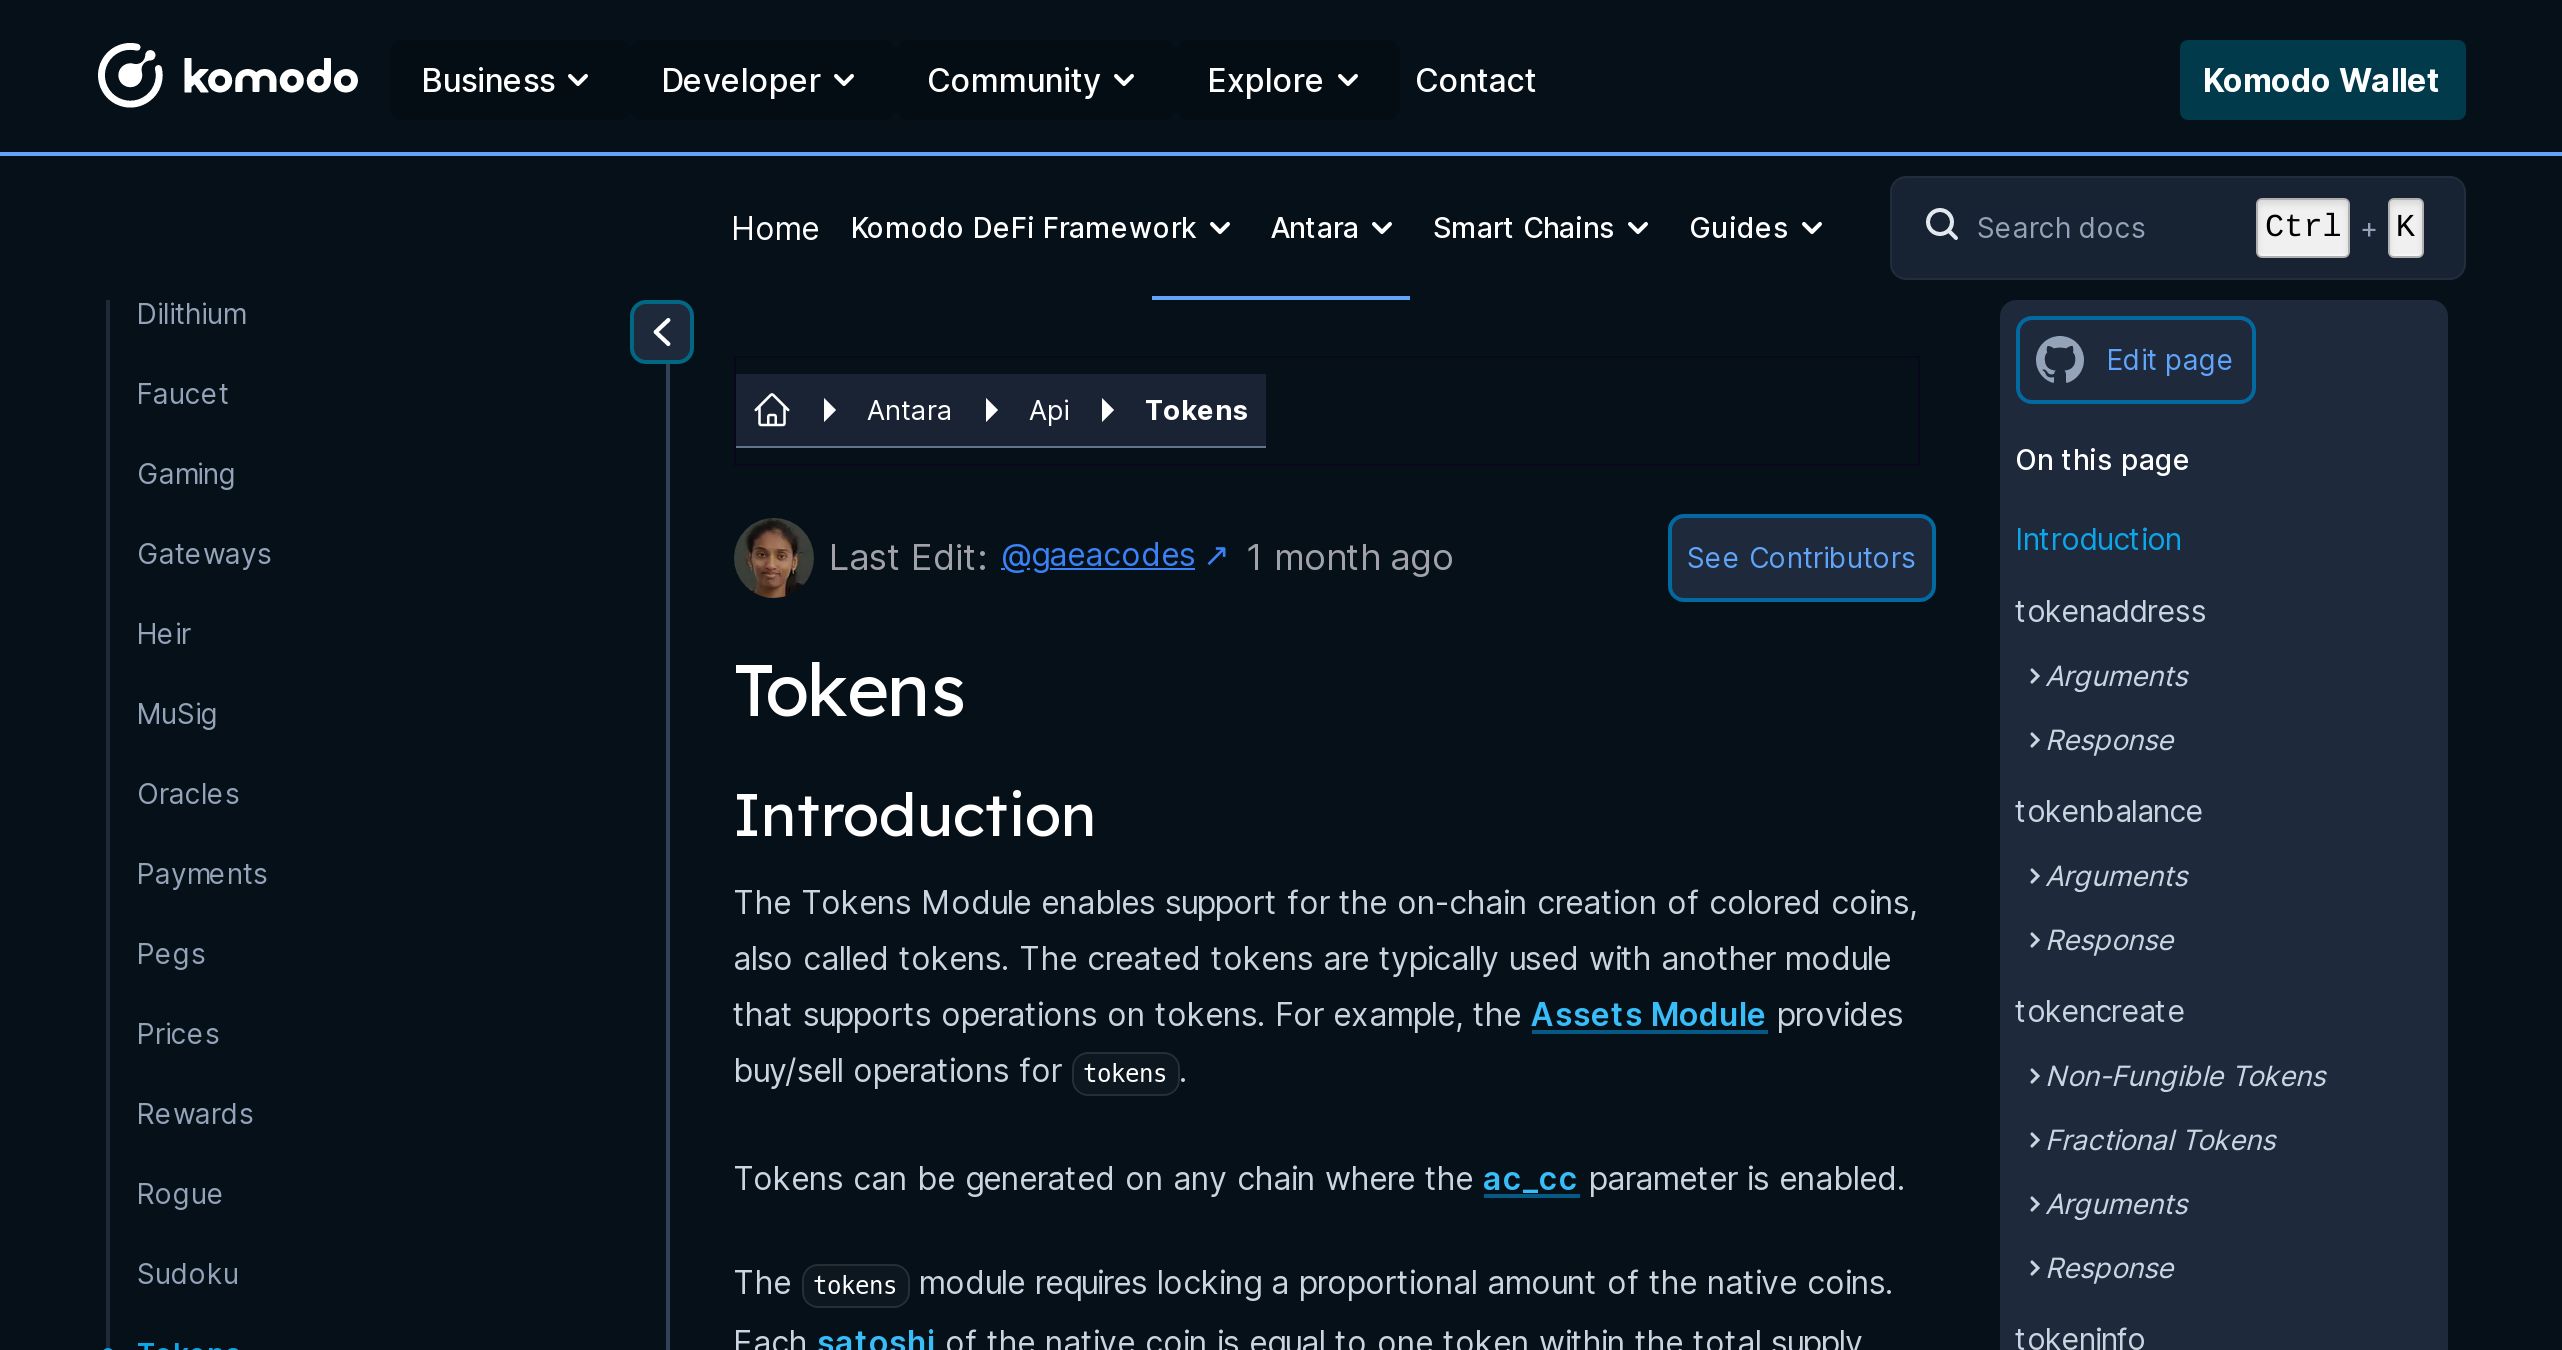 komodo
Business
Developer
Community
Explore
Contact
Komodo Wallet
Home
Komodo DeFi Framework
Antara
Smart Chains
Guides
Search docs
Ctrl + K
Dilithium
Faucet
Gaming
Gateways
Heir
MuSig
Oracles
Payments
Pegs
Prices
Rewards
Rogue
Sudoku
Tokens
Antara
Api
Tokens
Last Edit: @gaeacodes ↗ 1 month ago
See Contributors
Tokens
Introduction
The Tokens Module enables support for the on-chain creation of colored coins,
also called tokens. The created tokens are typically used with another module
that supports operations on tokens. For example, the Assets Module provides
buy/sell operations for tokens.
Tokens can be generated on any chain where the ac_cc parameter is enabled.
The tokens module requires locking a proportional amount of the native coins.
Each satoshi of the native coin is equal to one token within the total supply
Edit page
On this page
Introduction
tokenaddress
Arguments
Response
tokenbalance
Arguments
Response
tokencreate
Non-Fungible Tokens
Fractional Tokens
Arguments
Response
tokeninfo